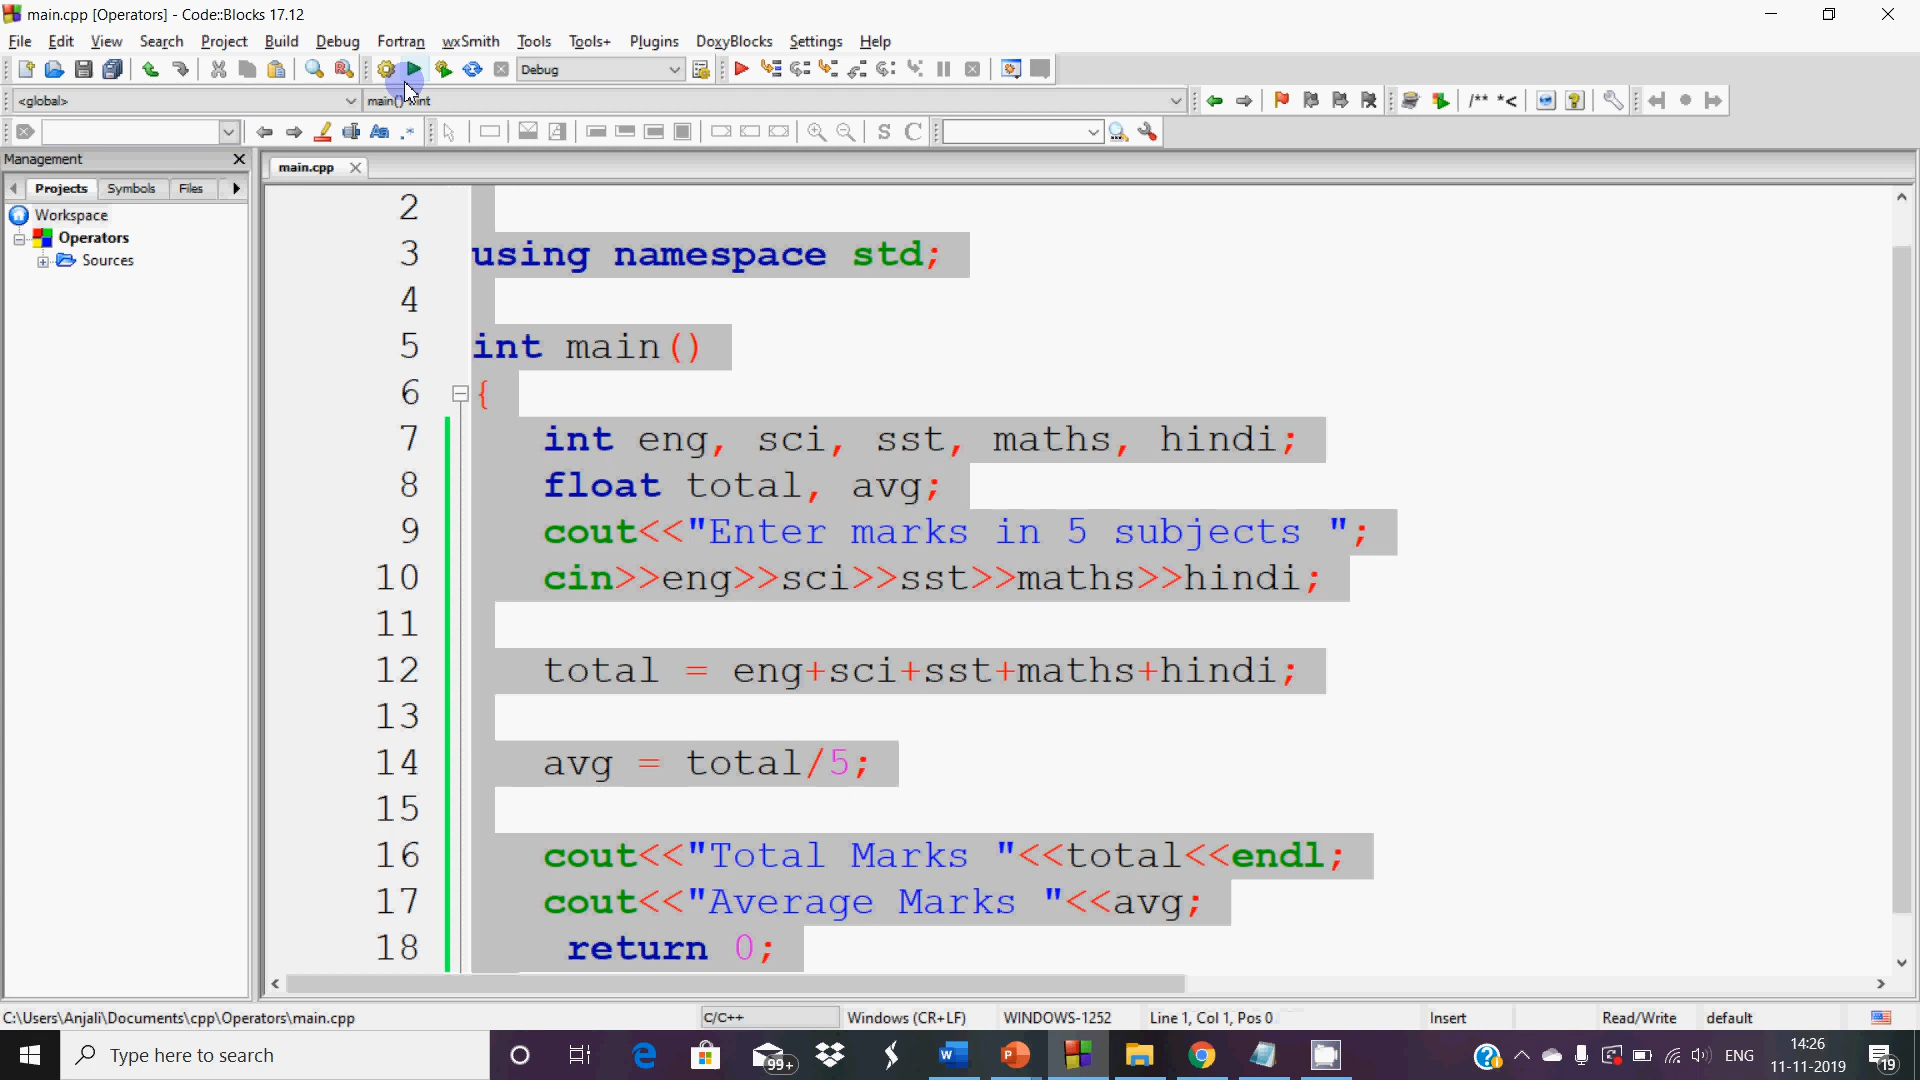 main.cpp [Operators] - Code::Blocks 17.12
File Edit View Search Project Build Debug Fortran wxSmith Tools Tools+ Plugins DoxyBlocks Settings Help
Debug
<global>
main() : int
/** *<
S C
Management
Projects Symbols Files
Workspace
Operators
Sources
main.cpp
2
3 using namespace std;
4
5 int main()
6 {
7 int eng, sci, sst, maths, hindi;
8 float total, avg;
9 cout<<"Enter marks in 5 subjects ";
10 cin>>eng>>sci>>sst>>maths>>hindi;
11
12 total = eng+sci+sst+maths+hindi;
13
14 avg = total/5;
15
16 cout<<"Total Marks "<<total<<endl;
17 cout<<"Average Marks "<<avg;
18 return 0;
C:\Users\Anjali\Documents\cpp\Operators\main.cpp C/C++ Windows (CR+LF) WINDOWS-1252 Line 1, Col 1, Pos 0 Insert Read/Write default
Type here to search
99+
ENG
14:26
11-11-2019
19